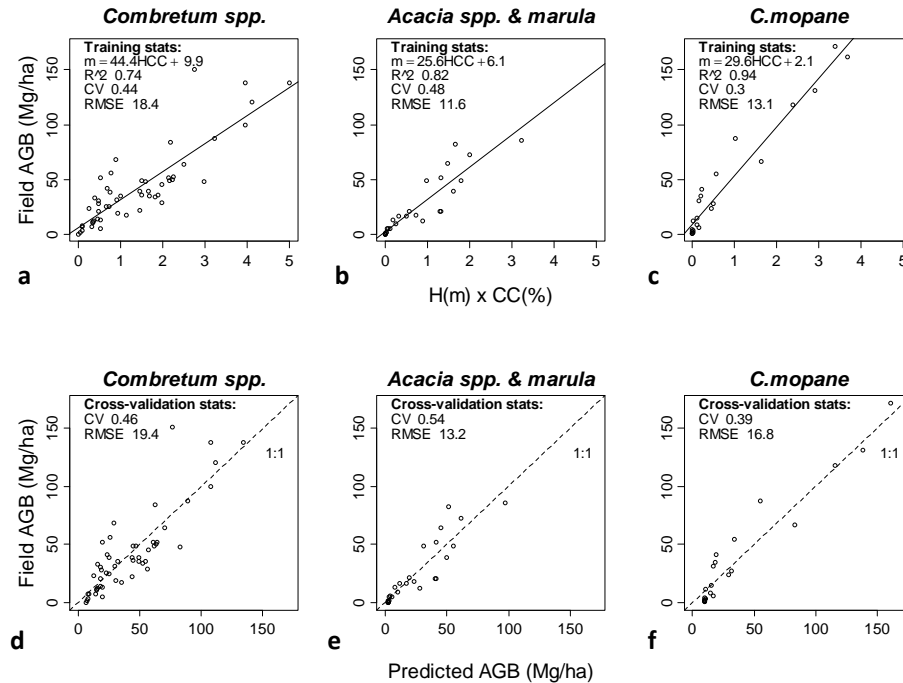 Combretum spp.
Acacia spp. & marula
C.mopane
Field AGB (Mg/ha)
0 50 100 150
Training stats:
m = 44.4HCC + 9.9
R^2 0.74
CV 0.44
RMSE 18.4
0 1 2 3 4 5
a
0 50 100 150
Training stats:
m = 25.6HCC + 6.1
R^2 0.82
CV 0.48
RMSE 11.6
0 1 2 3 4 5
b
0 50 100 150
Training stats:
m = 29.6HCC + 2.1
R^2 0.94
CV 0.3
RMSE 13.1
0 1 2 3 4 5
c
H(m) x CC(%)
Combretum spp.
Acacia spp. & marula
C.mopane
Field AGB (Mg/ha)
0 50 100 150
Cross-validation stats:
CV 0.46
RMSE 19.4
1:1
0 50 100 150
d
0 50 100 150
Cross-validation stats:
CV 0.54
RMSE 13.2
1:1
0 50 100 150
e
0 50 100 150
Cross-validation stats:
CV 0.39
RMSE 16.8
1:1
0 50 100 150
f
Predicted AGB (Mg/ha)